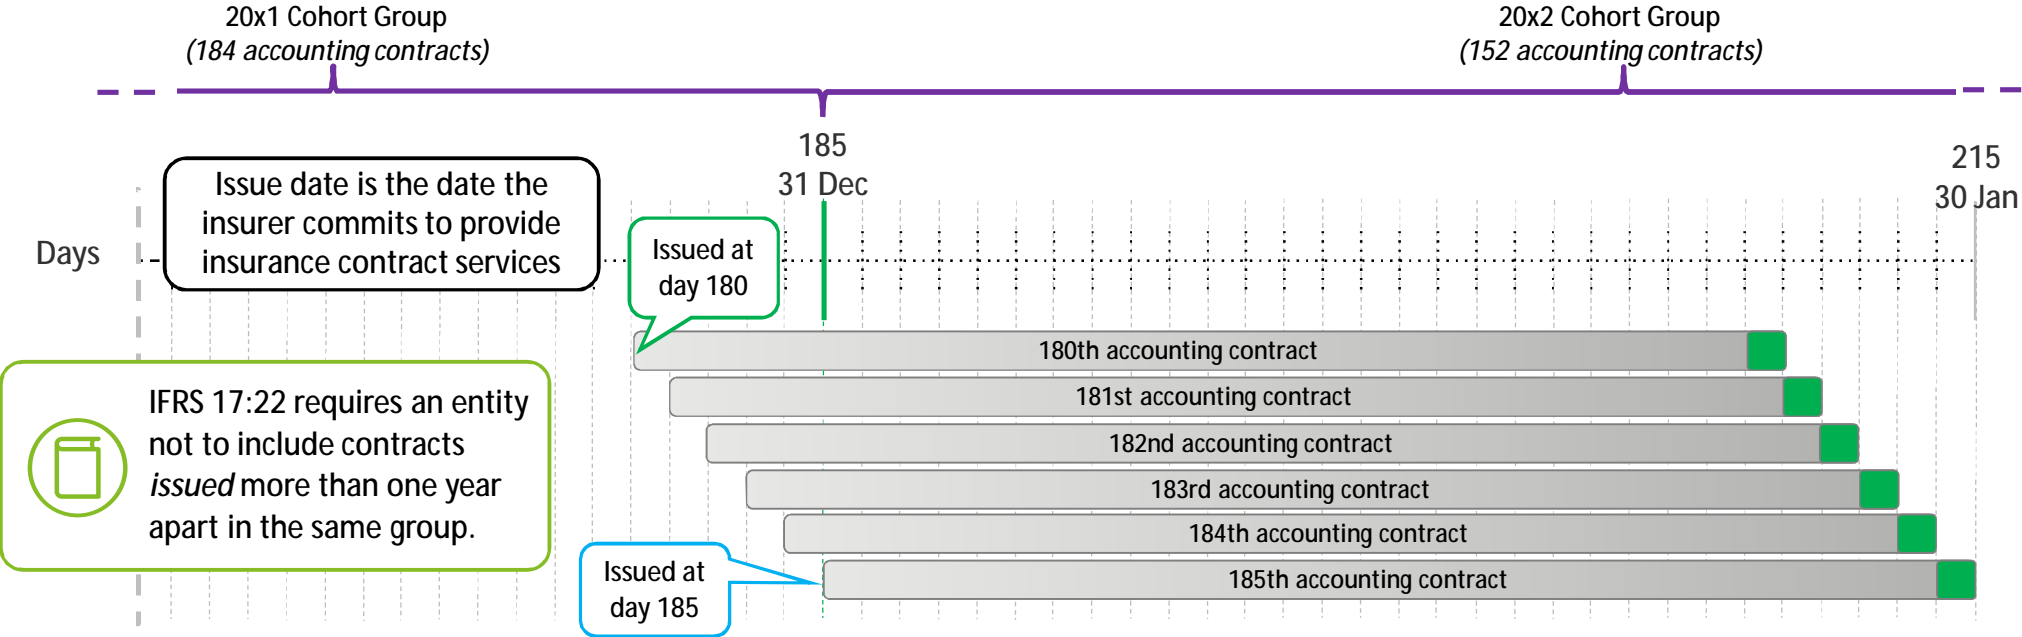 20x1 Cohort Group
(184 accounting contracts)
20x2 Cohort Group
(152 accounting contracts)
185
31 Dec
215
30 Jan
Days
Issue date is the date the
insurer commits to provide
insurance contract services
Issued at
day 180
180th accounting contract
181st accounting contract
182nd accounting contract
183rd accounting contract
184th accounting contract
185th accounting contract
IFRS 17:22 requires an entity
not to include contracts
issued more than one year
apart in the same group.
Issued at
day 185